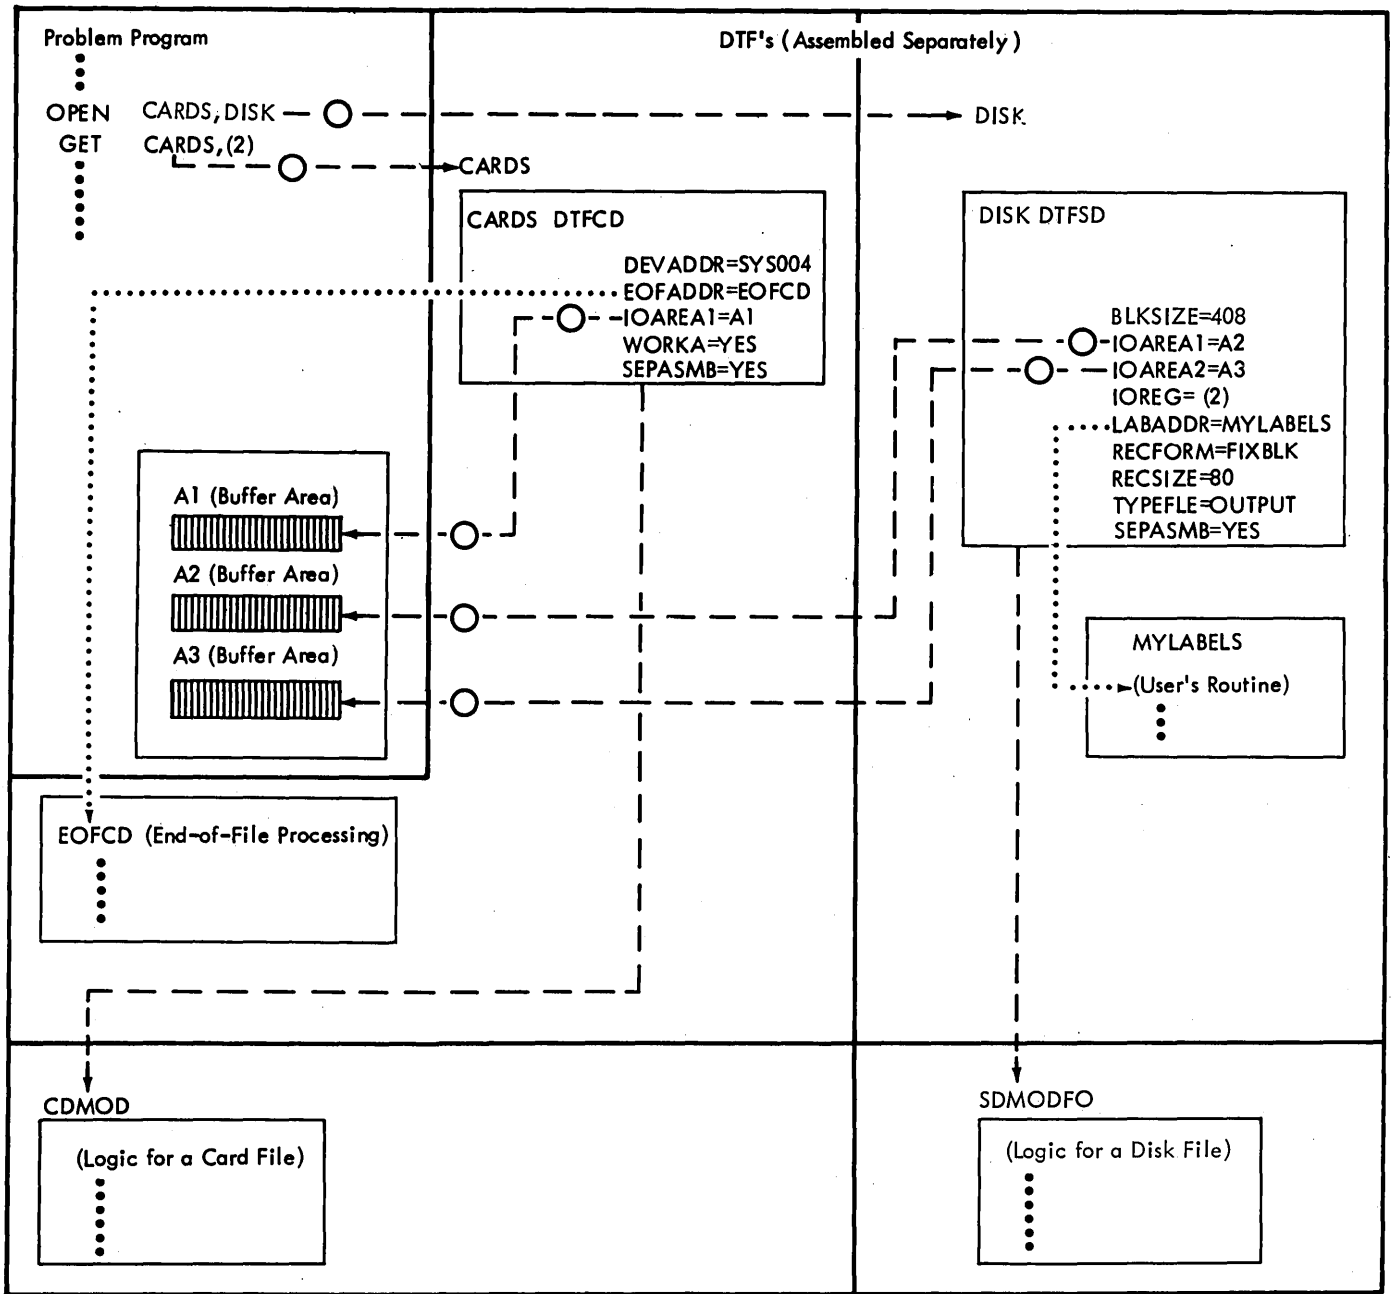 Problem Program
DTF's (Assembled Separately)
OPEN CARDS,DISK
DISK
GET CARDS,(2)
CARDS
CARDS DTFCD
DEVADDR=SYS004
EOFADDR=EOFCD
IOAREA1=A1
WORKA=YES
SEPASMB=YES
DISK DTFSD
BLKSIZE=408
IOAREA1=A2
IOAREA2=A3
IOREG= (2)
LABADDR=MYLABELS
RECFORM=FIXBLK
RECSIZE=80
TYPEFLE=OUTPUT
SEPASMB=YES
A1 (Buffer Area)
A2 (Buffer Area)
A3 (Buffer Area)
MYLABELS
(User's Routine)
EOFCD (End-of-File Processing)
CDMOD
(Logic for a Card File)
SDMODFO
(Logic for a Disk File)